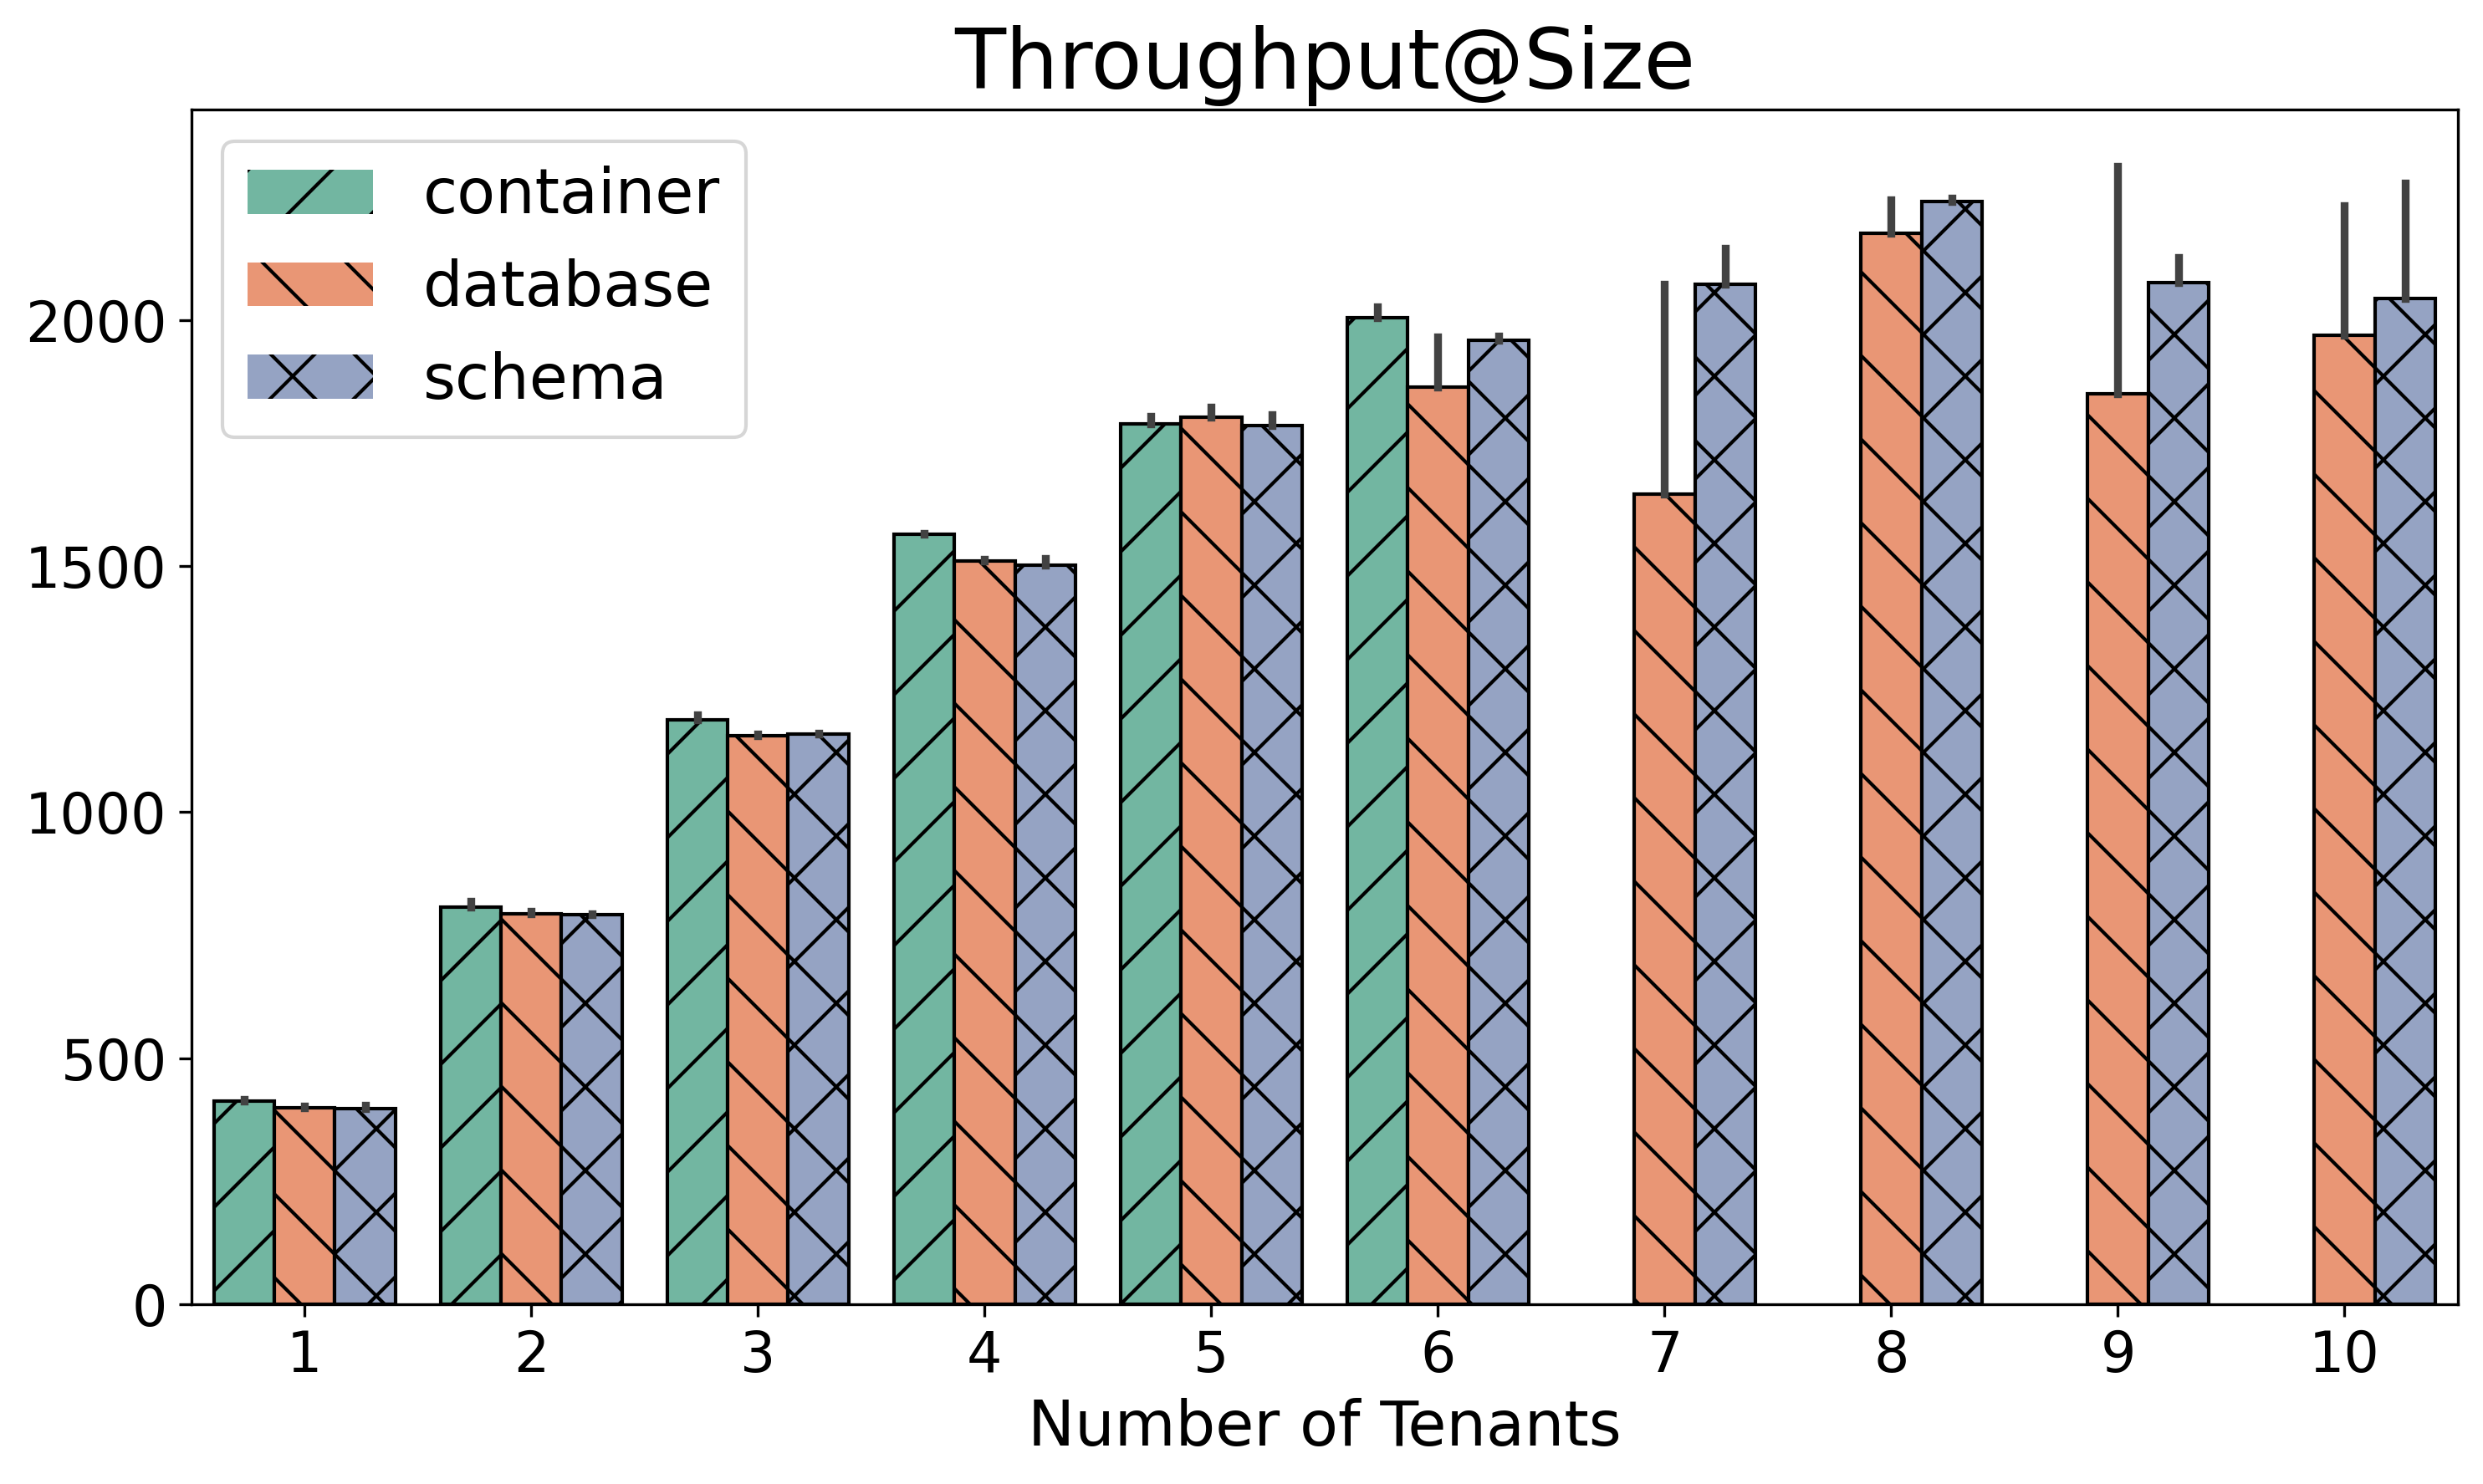 Throughput@Size
container
database
schema
2000
1500
1000
500
0
1 2 3 4 5 6 7 8 9 10
Number of Tenants